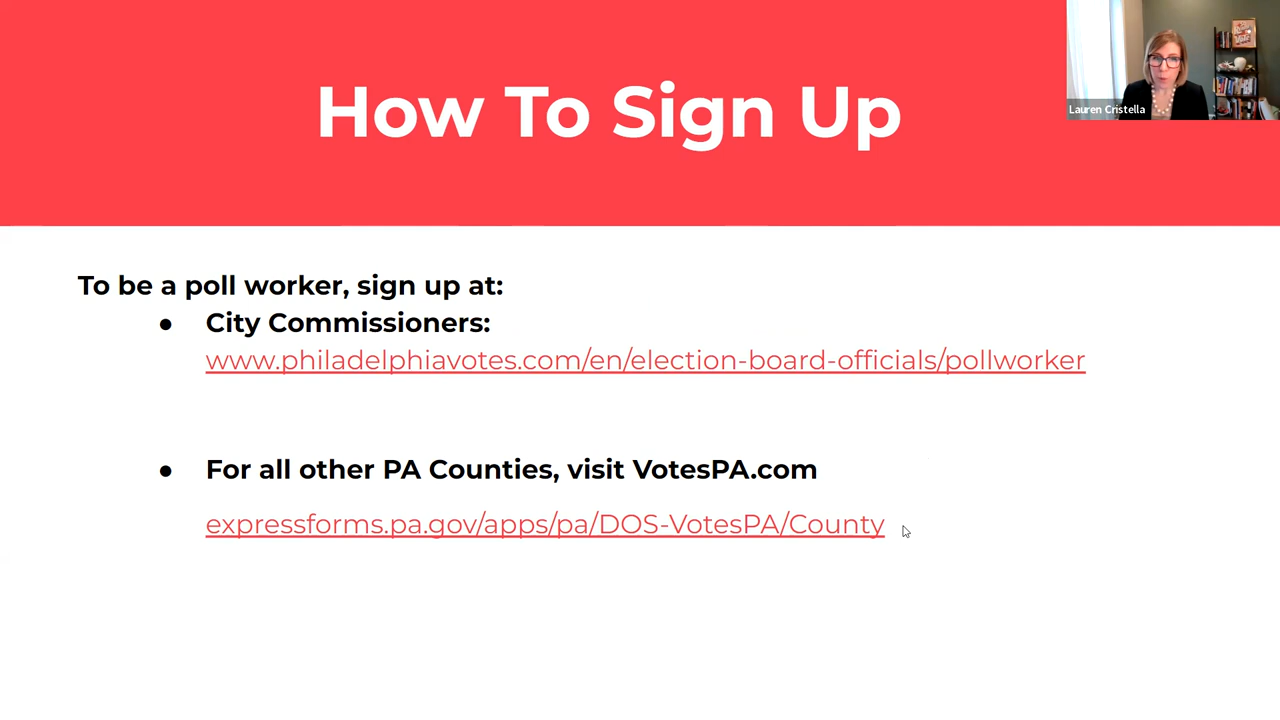 How To Sign Up
Lauren Cristella
To be a poll worker, sign up at:
● City Commissioners:
www.philadelphiavotes.com/en/election-board-officials/pollworker
● For all other PA Counties, visit VotesPA.com
expressforms.pa.gov/apps/pa/DOS-VotesPA/County